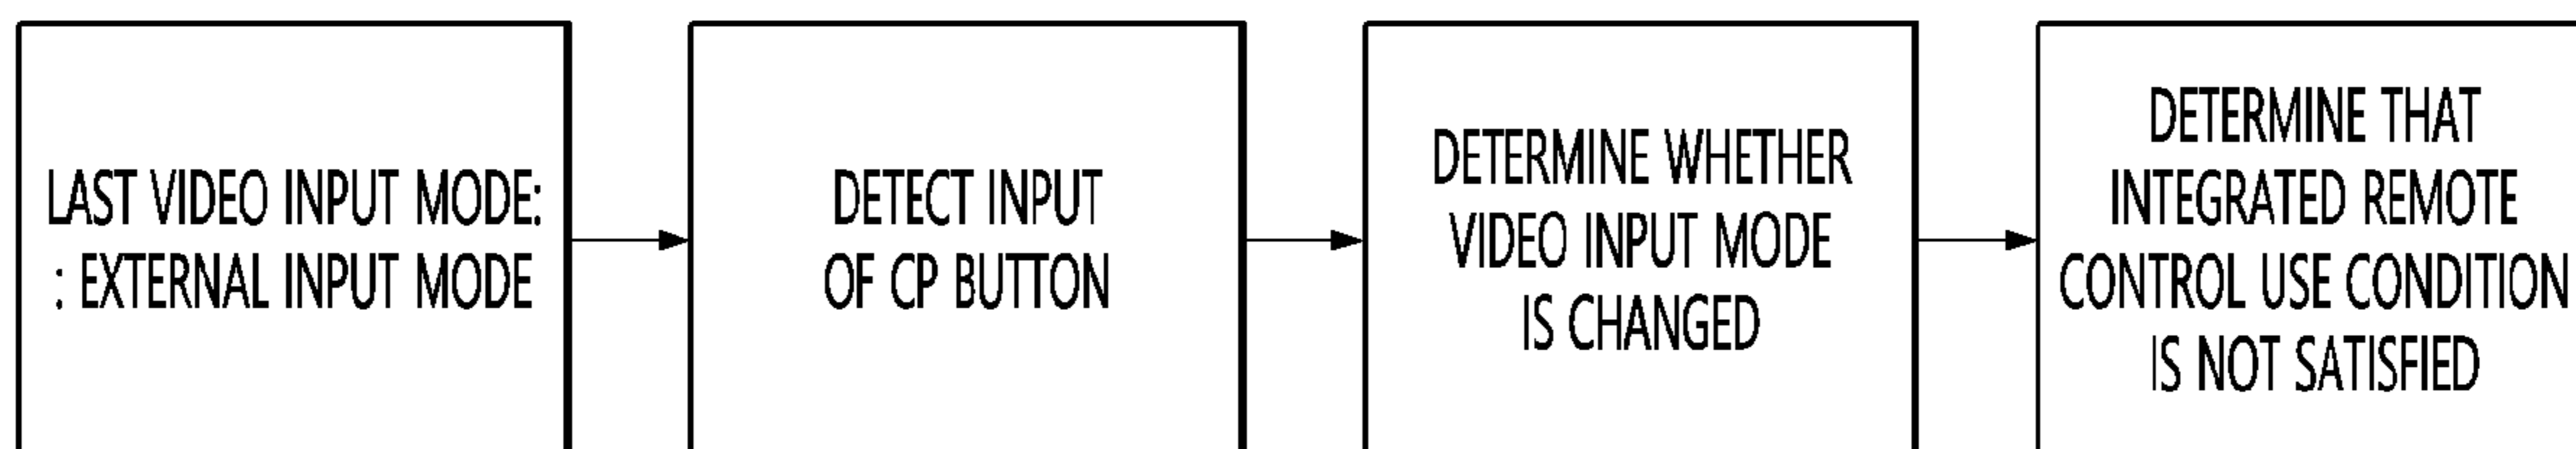 LAST VIDEO INPUT MODE:
: EXTERNAL INPUT MODE
DETECT INPUT
OF CP BUTTON
DETERMINE WHETHER
VIDEO INPUT MODE
IS CHANGED
DETERMINE THAT
INTEGRATED REMOTE
CONTROL USE CONDITION
IS NOT SATISFIED